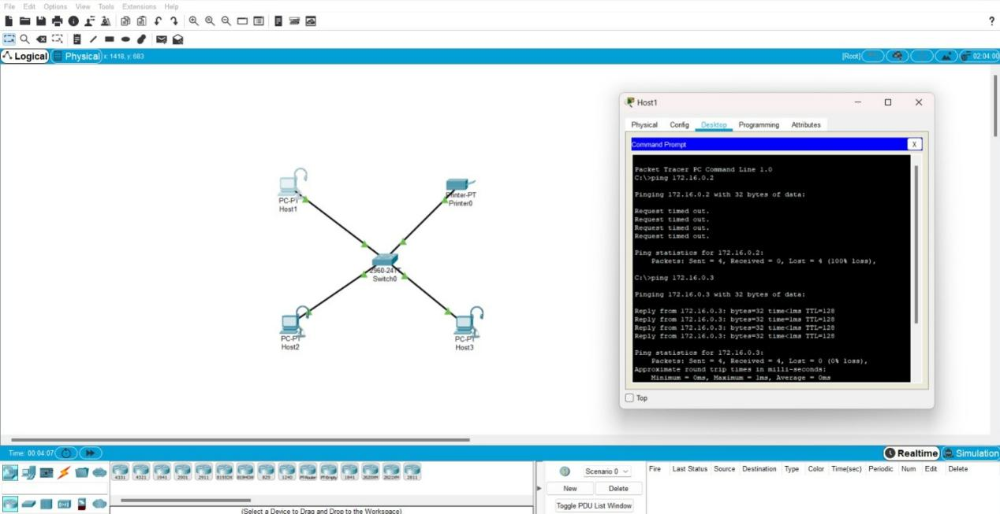 File Edit Options View Tools Extensions Help
?
Logical Physical x: 1418, y: 683 [Root] 02:04:00
Host1
Physical Config Desktop Programming Attributes
Command Prompt X
Packet Tracer PC Command Line 1.0
C:\>ping 172.16.0.2
Pinging 172.16.0.2 with 32 bytes of data:
Request timed out.
Request timed out.
Request timed out.
Request timed out.
Ping statistics for 172.16.0.2:
Packets: Sent = 4, Received = 0, Lost = 4 (100% loss),
C:\>ping 172.16.0.3
Pinging 172.16.0.3 with 32 bytes of data:
Reply from 172.16.0.3: bytes=32 time<1ms TTL=128
Reply from 172.16.0.3: bytes=32 time<1ms TTL=128
Reply from 172.16.0.3: bytes=32 time<1ms TTL=128
Reply from 172.16.0.3: bytes=32 time<1ms TTL=128
Ping statistics for 172.16.0.3:
Packets: Sent = 4, Received = 4, Lost = 0 (0% loss),
Approximate round trip times in milli-seconds:
Minimum = 0ms, Maximum = 1ms, Average = 0ms
Top
PC-PT
Host1
Printer-PT
Printer0
2960-24TT
Switch0
PC-PT
Host2
PC-PT
Host3
Time: 00:04:07 Realtime Simulation
4331 4321 1941 2901 2911 819IOX 819HGW 829 1240 PT-Router PT-Empty 1841 2620XM 2621XM 2811
(Select a Device to Drag and Drop to the Workspace)
Scenario 0
New Delete
Toggle PDU List Window
Fire Last Status Source Destination Type Color Time(sec) Periodic Num Edit Delete